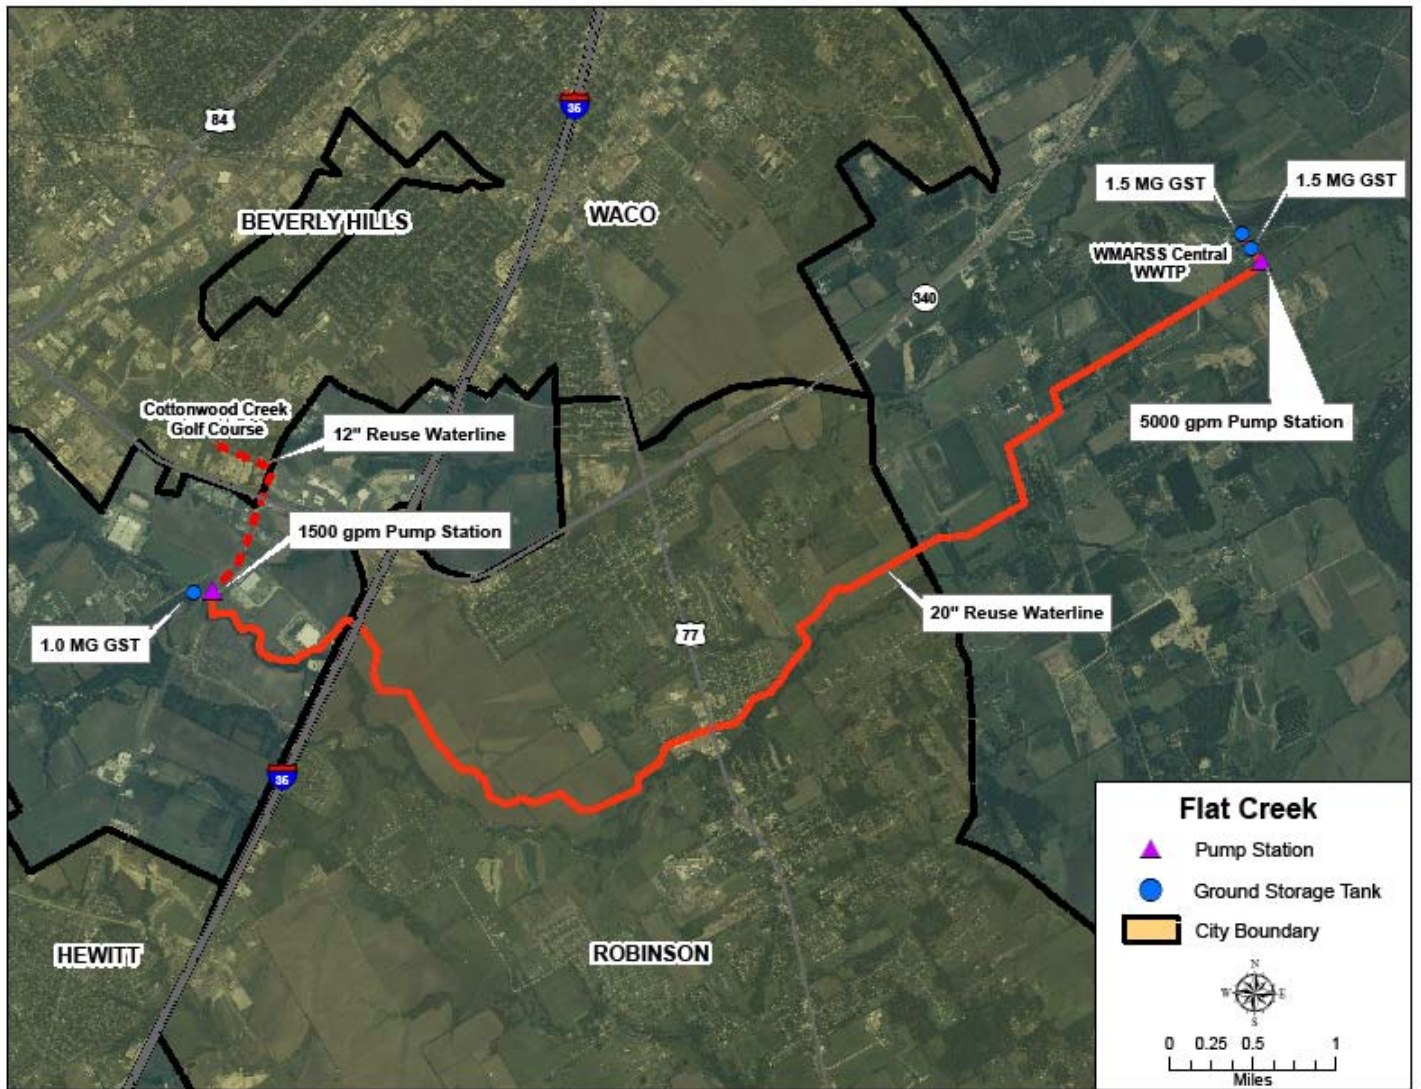 84
36
BEVERLY HILLS
WACO
1.5 MG GST
1.5 MG GST
WMARSS Central
WWTP
340
5000 gpm Pump Station
Cottonwood Creek
Golf Course
12" Reuse Waterline
1500 gpm Pump Station
1.0 MG GST
20" Reuse Waterline
77
36
HEWITT
ROBINSON
Flat Creek
Pump Station
Ground Storage Tank
City Boundary
N
W E
S
0 0.25 0.5 1
Miles